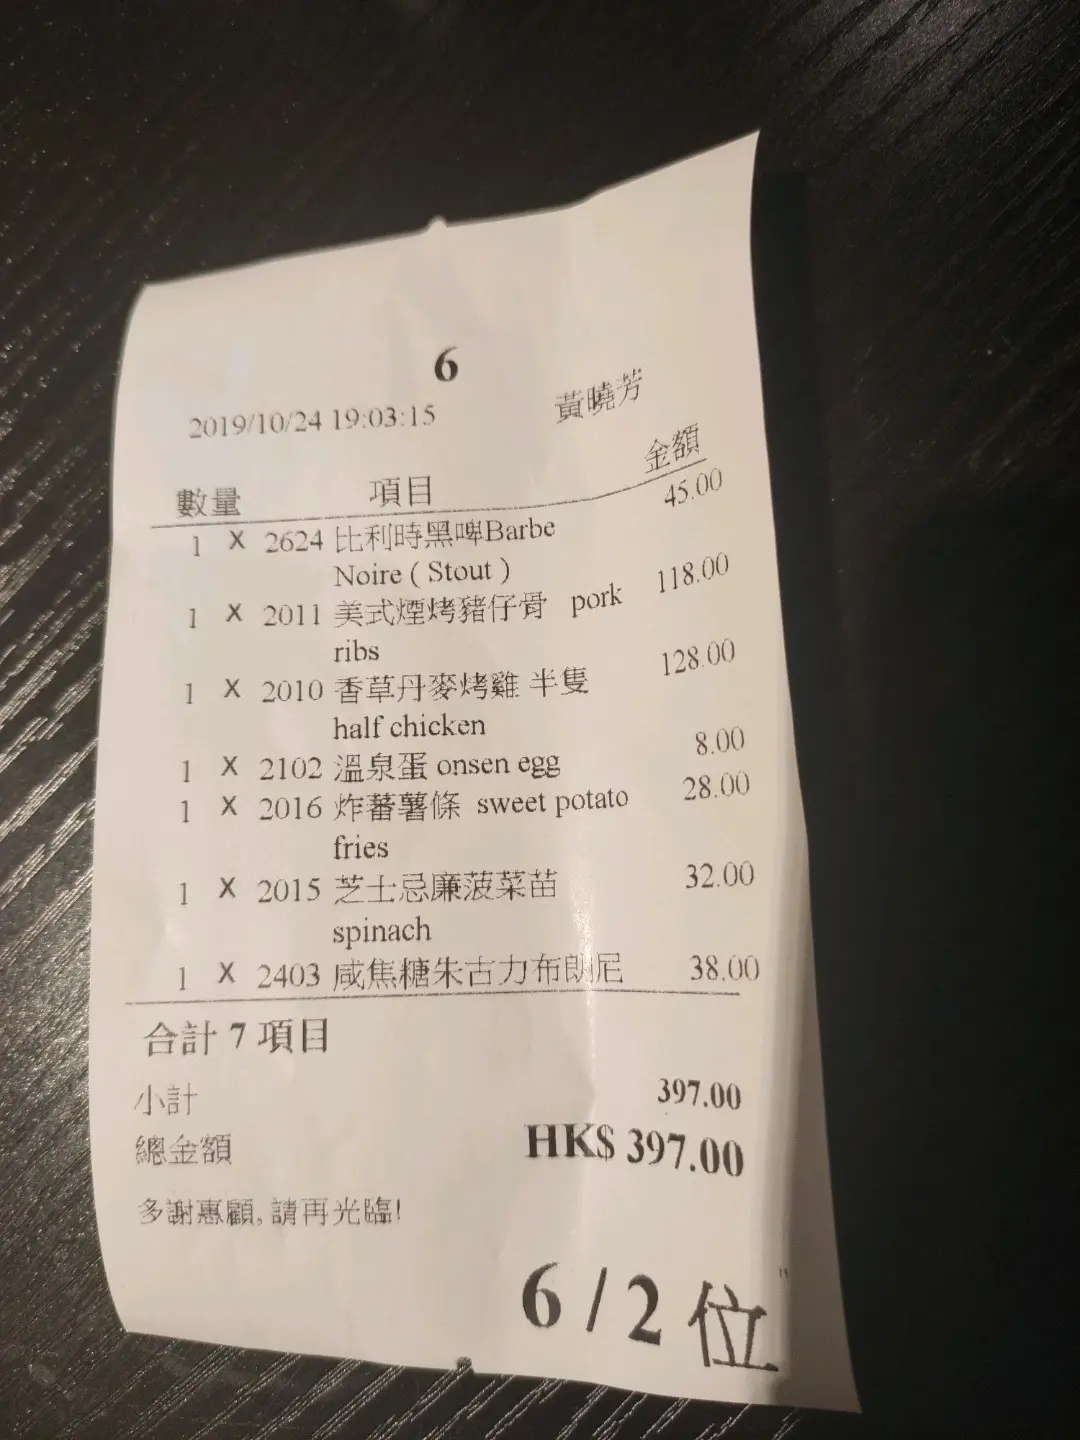 6
2019/10/24 19:03:15 黃曉芳
數量 項目 金額
1 X 2624 比利時黑啤Barbe 45.00
Noire ( Stout )
1 X 2011 美式煙烤豬仔骨 pork 118.00
ribs
1 X 2010 香草丹麥烤雞 半隻 128.00
half chicken
1 X 2102 溫泉蛋 onsen egg 8.00
1 X 2016 炸蕃薯條 sweet potato 28.00
fries
1 X 2015 芝士忌廉菠菜苗 32.00
spinach
1 X 2403 咸焦糖朱古力布朗尼 38.00
合計 7 項目
小計 397.00
總金額 HK$ 397.00
多謝惠顧, 請再光臨!
6 / 2 位